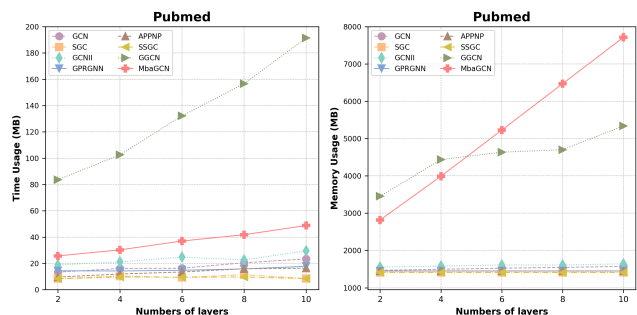 Pubmed
GCN
SGC
GCNII
GPRGNN
APPNP
SSGC
GGCN
MbaGCN
Time Usage (MB)
200
180
160
140
120
100
80
60
40
20
0
2 4 6 8 10
Numbers of layers
Pubmed
GCN
SGC
GCNII
GPRGNN
APPNP
SSGC
GGCN
MbaGCN
Memory Usage (MB)
8000
7000
6000
5000
4000
3000
2000
1000
2 4 6 8 10
Numbers of layers